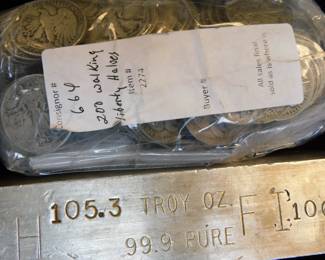 Consignor #
664
200 walking
liberty Halves
Item #
2274
Buyer #
All sales final
sold as is where is
H 105.3 TROY OZ. F I 100
99.9 PURE